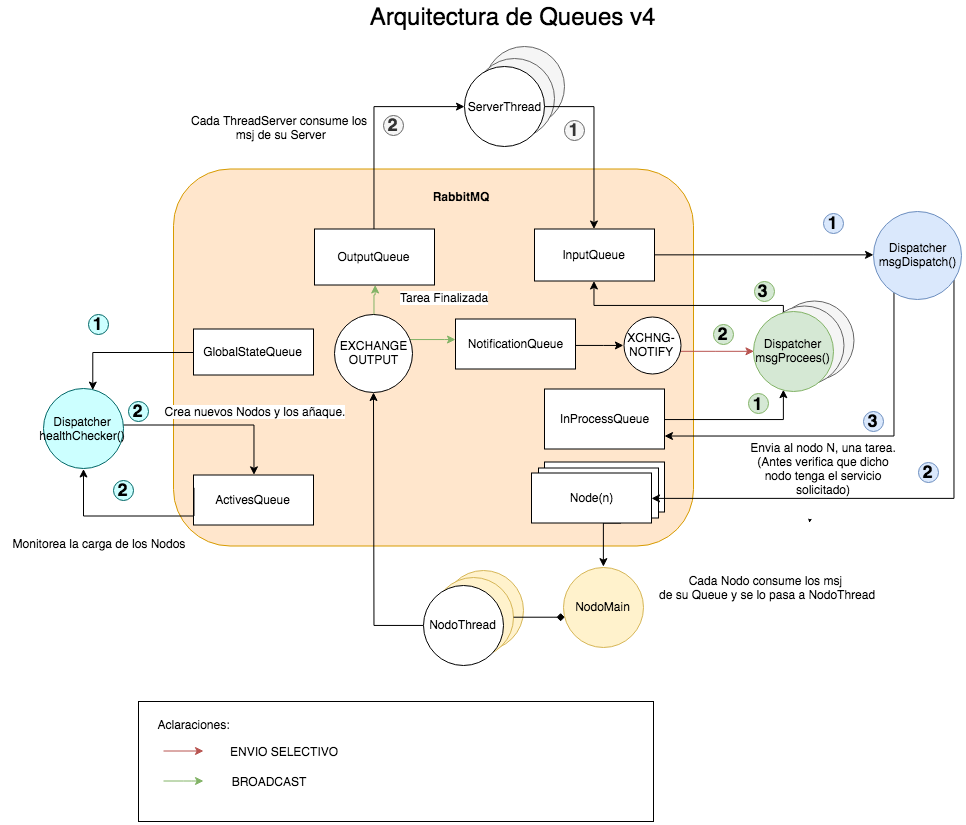 Arquitectura de Queues v4
ServerThread
Cada ThreadServer consume los
msj de su Server
2
1
RabbitMQ
1
OutputQueue
InputQueue
Dispatcher
msgDispatch()
Tarea Finalizada
3
1
GlobalStateQueue
EXCHANGE
OUTPUT
NotificationQueue
XCHNG-
NOTIFY
2
Dispatcher
msgProcees()
2
Crea nuevos Nodos y los añaque.
Dispatcher
healthChecker()
InProcessQueue
1
3
Envia al nodo N, una tarea.
(Antes verifica que dicho
nodo tenga el servicio
solicitado)
2
2
ActivesQueue
Node(n)
Monitorea la carga de los Nodos
NodoThread
NodoMain
Cada Nodo consume los msj
de su Queue y se lo pasa a NodoThread
Aclaraciones:
ENVIO SELECTIVO
BROADCAST